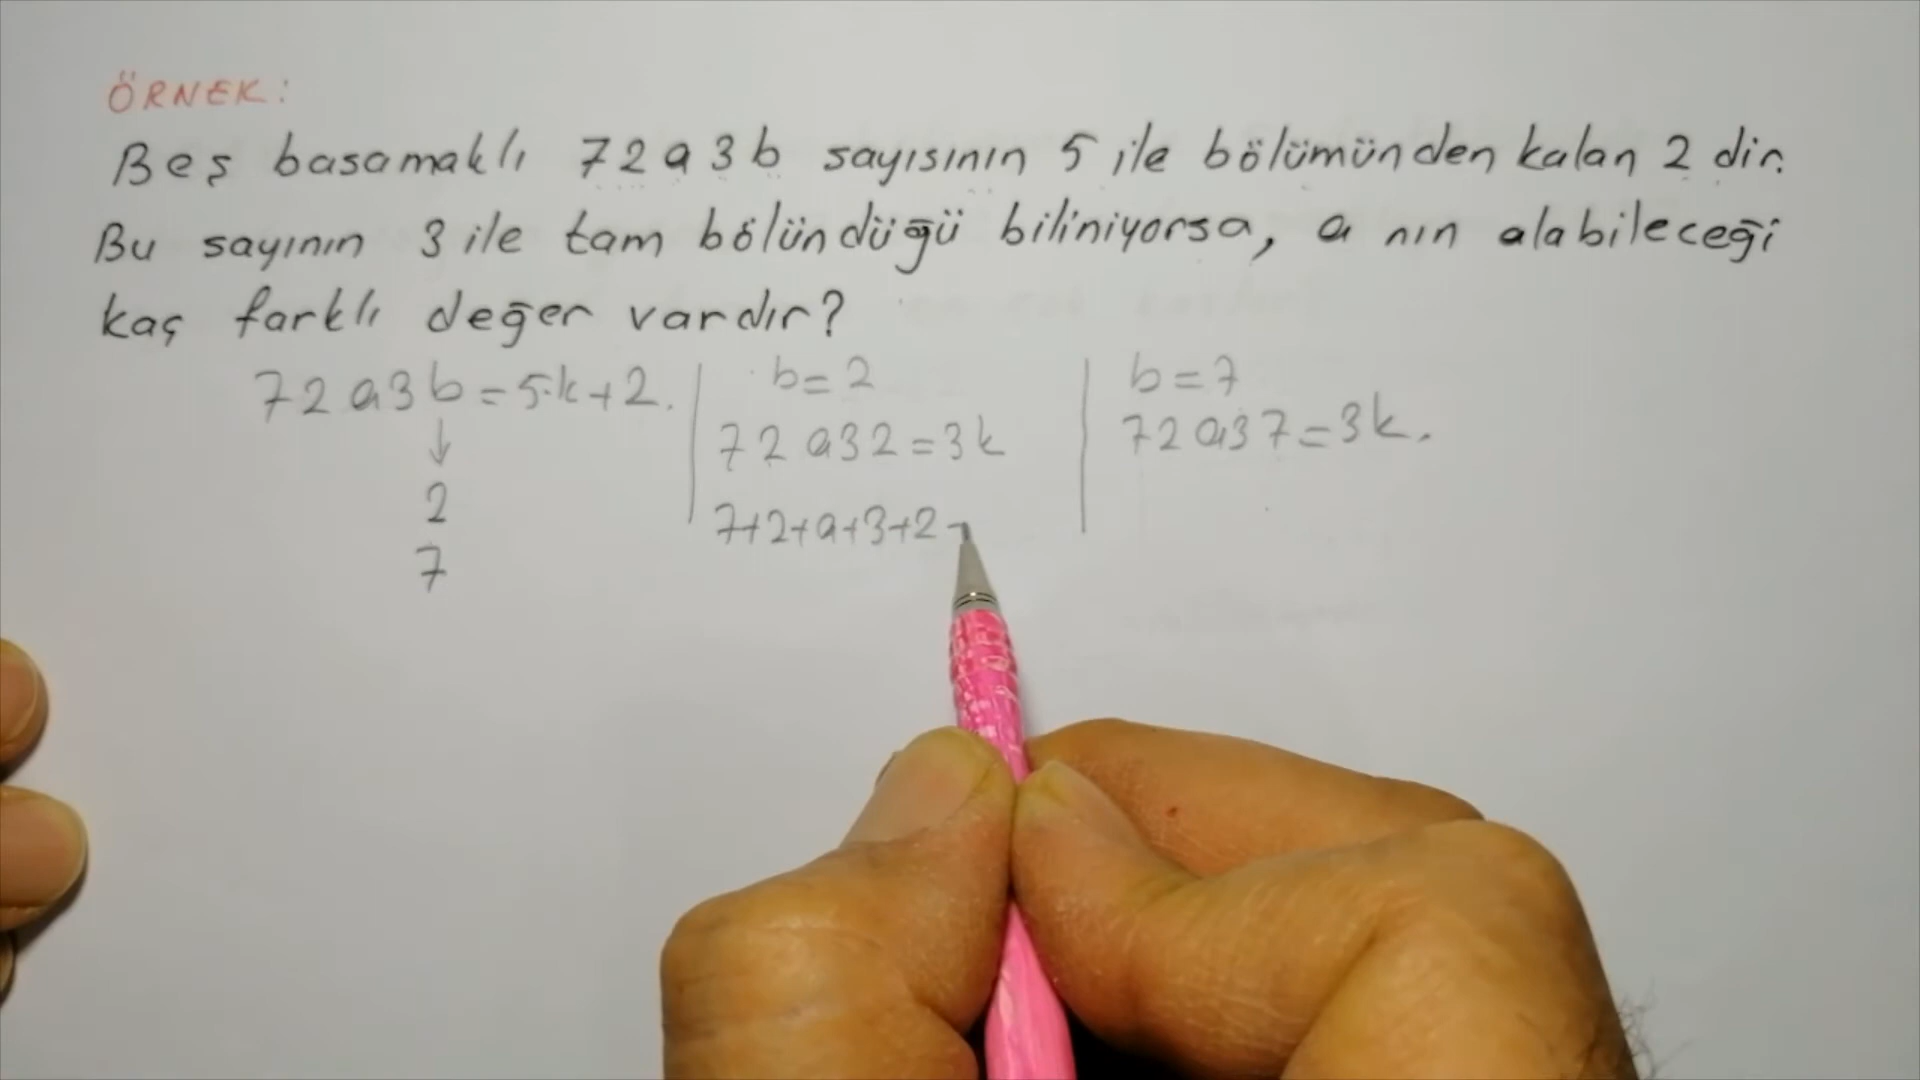 ÖRNEK:
Beş basamaklı 72a3b sayısının 5 ile bölümünden kalan 2 dir.
Bu sayının 3 ile tam bölündüğü biliniyorsa, a nın alabileceği
kaç farklı değer vardır?
72a3b=5.k+2.
↓
2
7
b=2
72a32=3k
7+2+a+3+2=
b=7
72a37=3k.